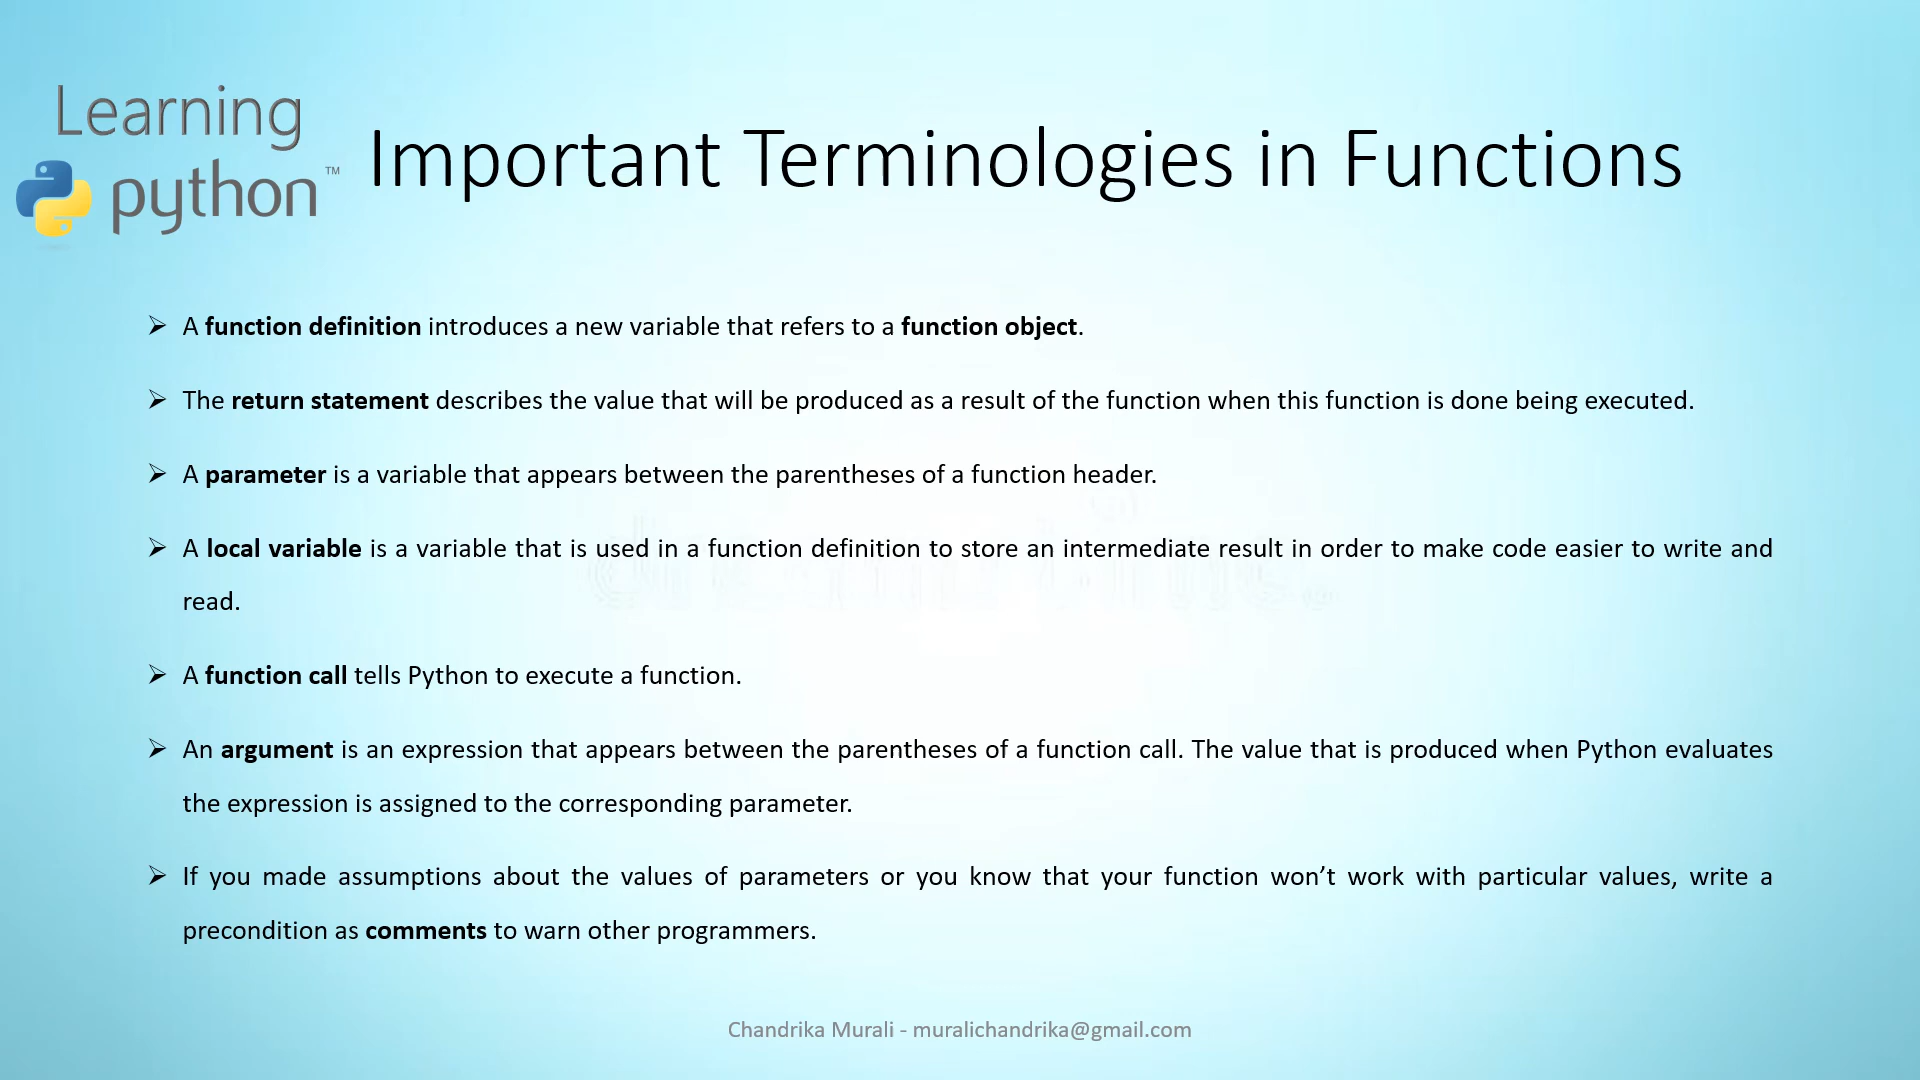 Learning
python™
Important Terminologies in Functions
➢ A function definition introduces a new variable that refers to a function object.
➢ The return statement describes the value that will be produced as a result of the function when this function is done being executed.
➢ A parameter is a variable that appears between the parentheses of a function header.
➢ A local variable is a variable that is used in a function definition to store an intermediate result in order to make code easier to write and
read.
➢ A function call tells Python to execute a function.
➢ An argument is an expression that appears between the parentheses of a function call. The value that is produced when Python evaluates
the expression is assigned to the corresponding parameter.
➢ If you made assumptions about the values of parameters or you know that your function won’t work with particular values, write a
precondition as comments to warn other programmers.
Chandrika Murali - muralichandrika@gmail.com